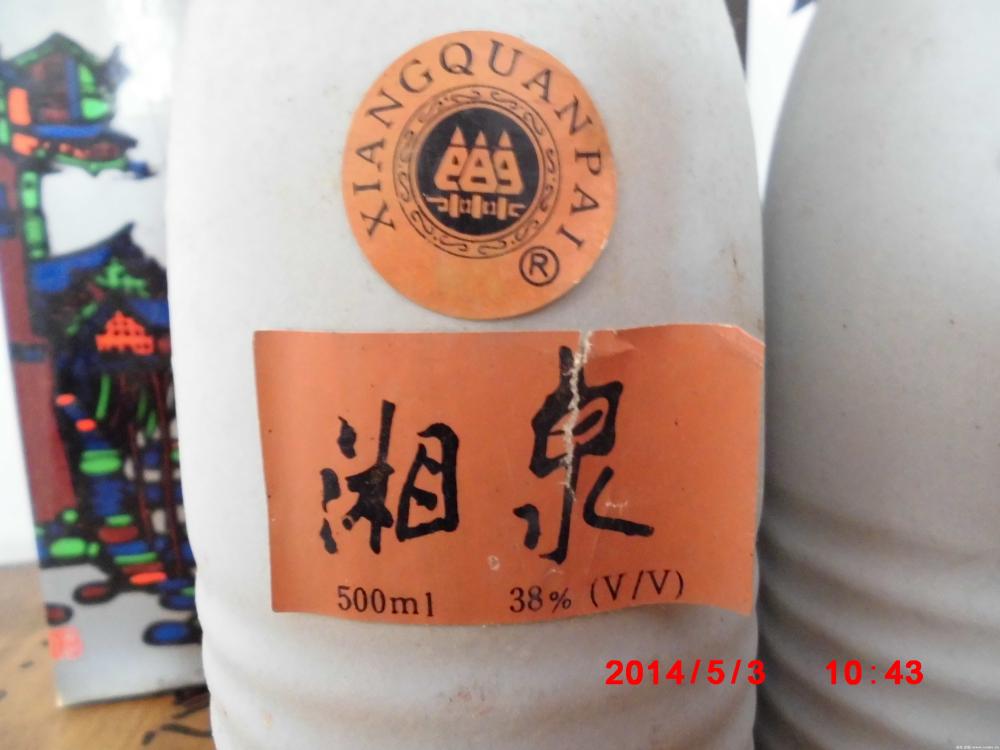 XIANGQUANPAI
®
湘泉
500ml 38% (V/V)
2014/5/3 10:43